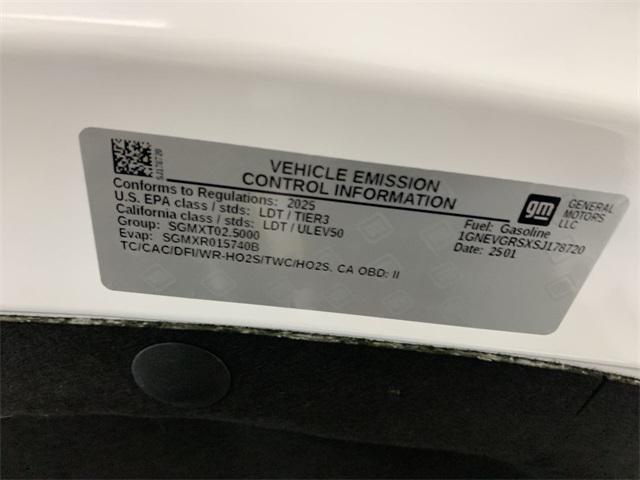 SJ178720
VEHICLE EMISSION
CONTROL INFORMATION
Conforms to Regulations: 2025
U.S. EPA class / stds: LDT / TIER3
California class / stds: LDT / ULEV50
Group: SGMXT02.5000
Evap: SGMXR015740B
TC/CAC/DFI/WR-HO2S/TWC/HO2S, CA OBD: II
gm
GENERAL
MOTORS
LLC
Fuel: Gasoline
1GNEVGRSXSJ178720
Date: 2501